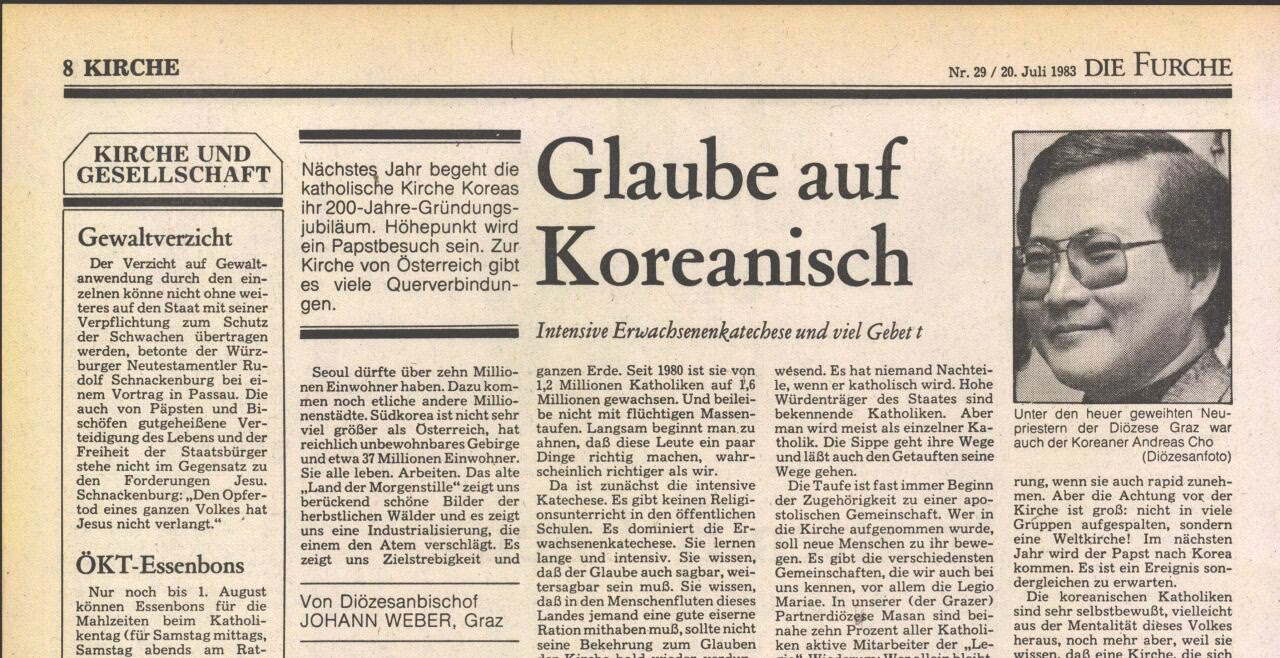 8 KIRCHE
Nr. 29 / 20. Juli 1983 DIE FURCHE
KIRCHE UND
GESELLSCHAFT
Gewaltverzicht
Der Verzicht auf Gewalt-
anwendung durch den ein-
zelnen könne nicht ohne wei-
teres auf den Staat mit seiner
Verpflichtung zum Schutz
der Schwachen übertragen
werden, betonte der Würz-
burger Neutestamentler Ru-
dolf Schnackenburg bei ei-
nem Vortrag in Passau. Die
auch von Päpsten und Bi-
schöfen gutgeheißene Ver-
teidigung des Lebens und der
Freiheit der Staatsbürger
stehe nicht im Gegensatz zu
den Forderungen Jesu.
Schnackenburg: „Den Opfer-
tod eines ganzen Volkes hat
Jesus nicht verlangt.“
ÖKT-Essenbons
Nur noch bis 1. August
können Essenbons für die
Mahlzeiten beim Katholi-
kentag (für Samstag mittags,
Samstag abends am Rat-
Nächstes Jahr begeht die
katholische Kirche Koreas
ihr 200-Jahre-Gründungs-
jubiläum. Höhepunkt wird
ein Papstbesuch sein. Zur
Kirche von Österreich gibt
es viele Querverbindun-
gen.
Glaube auf
Koreanisch
Intensive Erwachsenenkatechese und viel Gebet t
Seoul dürfte über zehn Millio-
nen Einwohner haben. Dazu kom-
men noch etliche andere Millio-
nenstädte. Südkorea ist nicht sehr
viel größer als Österreich, hat
reichlich unbewohnbares Gebirge
und etwa 37 Millionen Einwohner.
Sie alle leben. Arbeiten. Das alte
„Land der Morgenstille“ zeigt uns
berückend schöne Bilder der
herbstlichen Wälder und es zeigt
uns eine Industrialisierung, die
einem den Atem verschlägt. Es
zeigt uns Zielstrebigkeit und
Von Diözesanbischof
JOHANN WEBER, Graz
ganzen Erde. Seit 1980 ist sie von
1,2 Millionen Katholiken auf 1,6
Millionen gewachsen. Und beilei-
be nicht mit flüchtigen Massen-
taufen. Langsam beginnt man zu
ahnen, daß diese Leute ein paar
Dinge richtig machen, wahr-
scheinlich richtiger als wir.
Da ist zunächst die intensive
Katechese. Es gibt keinen Religi-
onsunterricht in den öffentlichen
Schulen. Es dominiert die Er-
wachsenenkatechese. Sie lernen
lange und intensiv. Sie wissen,
daß der Glaube auch sagbar, wei-
tersagbar sein muß. Sie wissen,
daß in den Menschenfluten dieses
Landes jemand eine gute eiserne
Ration mithaben muß, sollte nicht
seine Bekehrung zum Glauben
der Kirche bald wieder verdun-
wesend. Es hat niemand Nachtei-
le, wenn er katholisch wird. Hohe
Würdenträger des Staates sind
bekennende Katholiken. Aber
man wird meist als einzelner Ka-
tholik. Die Sippe geht ihre Wege
und läßt auch den Getauften seine
Wege gehen.
Die Taufe ist fast immer Beginn
der Zugehörigkeit zu einer apo-
stolischen Gemeinschaft. Wer in
die Kirche aufgenommen wurde,
soll neue Menschen zu ihr bewe-
gen. Es gibt die verschiedensten
Gemeinschaften, die wir auch bei
uns kennen, vor allem die Legio
Mariae. In unserer (der Grazer)
Partnerdiözese Masan sind bei-
nahe zehn Prozent aller Katholi-
ken aktive Mitarbeiter der „Le-
Unter den heuer geweihten Neu-
priestern der Diözese Graz war
auch der Koreaner Andreas Cho
(Diözesanfoto)
rung, wenn sie auch rapid zuneh-
men. Aber die Achtung vor der
Kirche ist groß: nicht in viele
Gruppen aufgespalten, sondern
eine Weltkirche! Im nächsten
Jahr wird der Papst nach Korea
kommen. Es ist ein Ereignis son-
dergleichen zu erwarten.
Die koreanischen Katholiken
sind sehr selbstbewußt, vielleicht
aus der Mentalität dieses Volkes
heraus, noch mehr aber, weil sie
wissen, daß eine Kirche, die sich